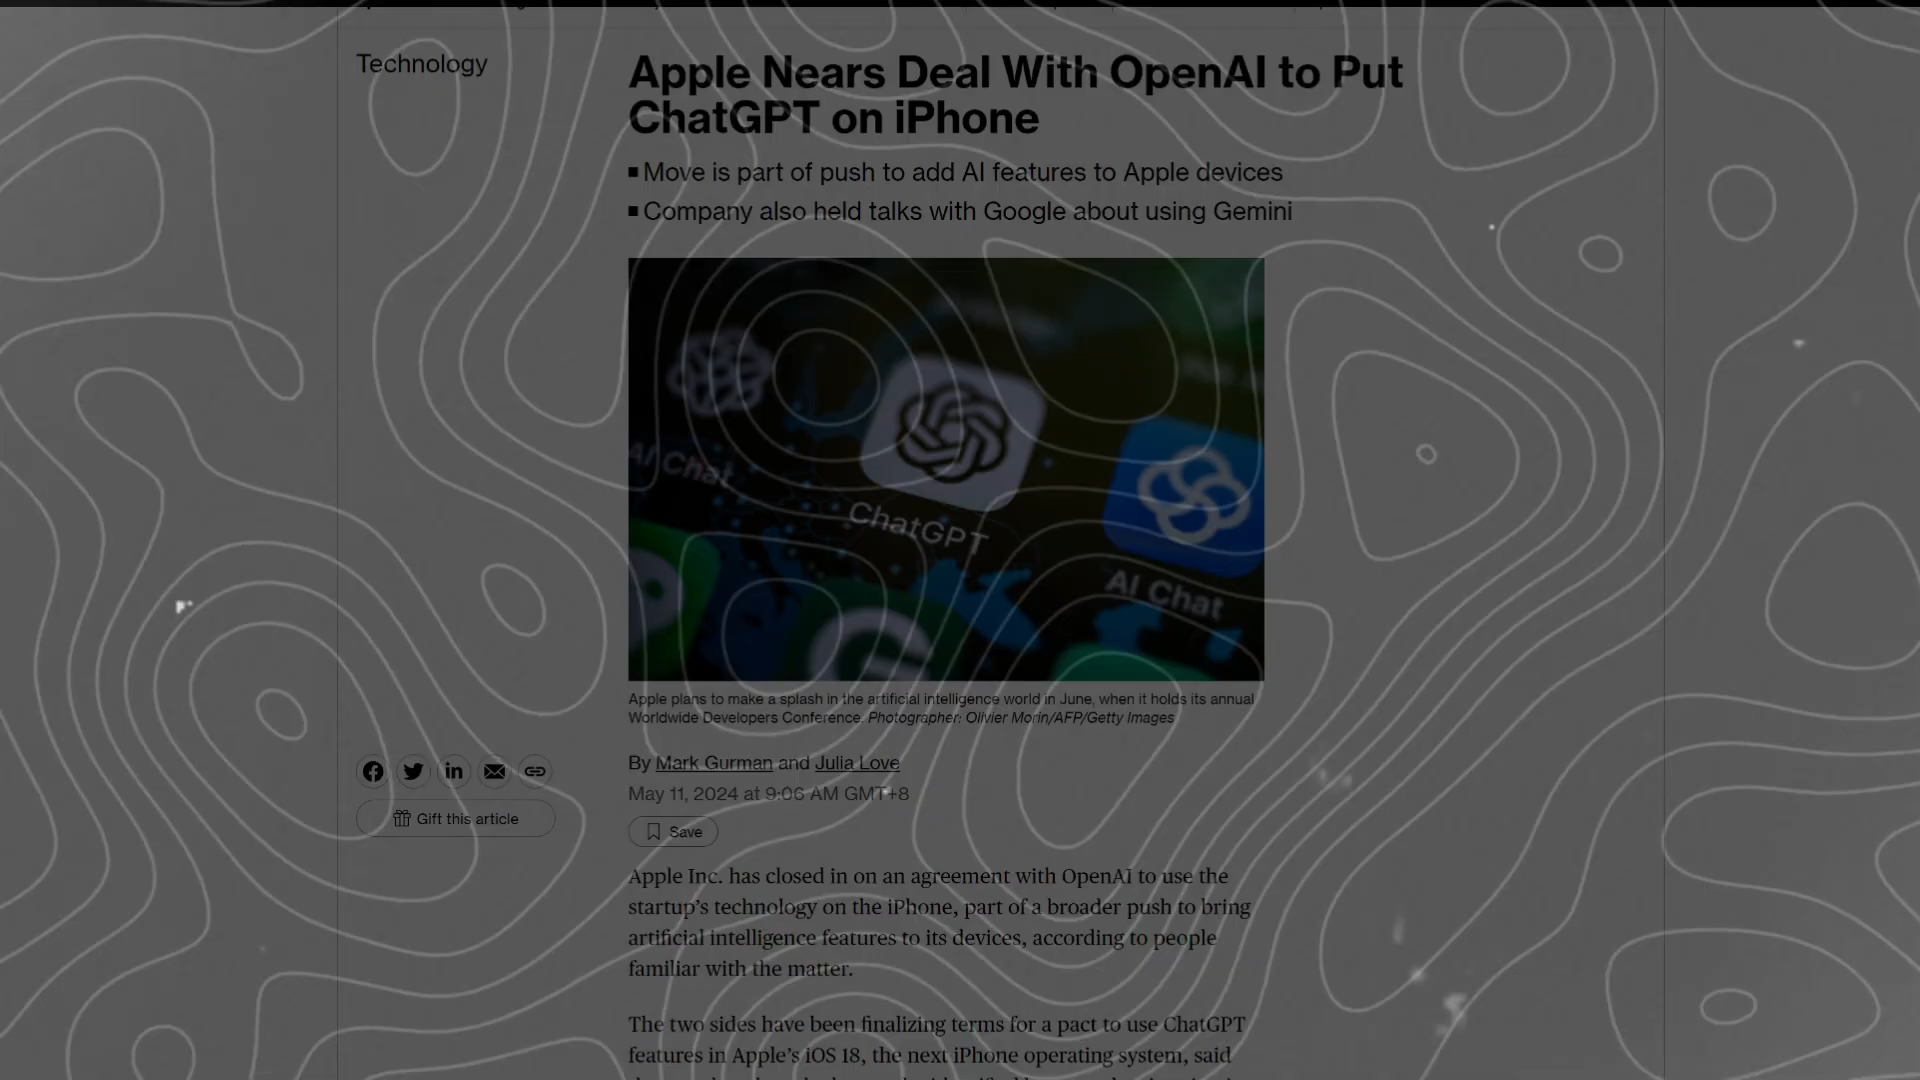 Technology
Apple Nears Deal With OpenAI to Put
ChatGPT on iPhone
Move is part of push to add AI features to Apple devices
Company also held talks with Google about using Gemini
AI Chat
ChatGPT
AI Chat
Apple plans to make a splash in the artificial intelligence world in June, when it holds its annual
Worldwide Developers Conference. Photographer: Olivier Morin/AFP/Getty Images
By Mark Gurman and Julia Love
May 11, 2024 at 9:06 AM GMT+8
Gift this article
Save
Apple Inc. has closed in on an agreement with OpenAI to use the
startup's technology on the iPhone, part of a broader push to bring
artificial intelligence features to its devices, according to people
familiar with the matter.
The two sides have been finalizing terms for a pact to use ChatGPT
features in Apple's iOS 18, the next iPhone operating system, said